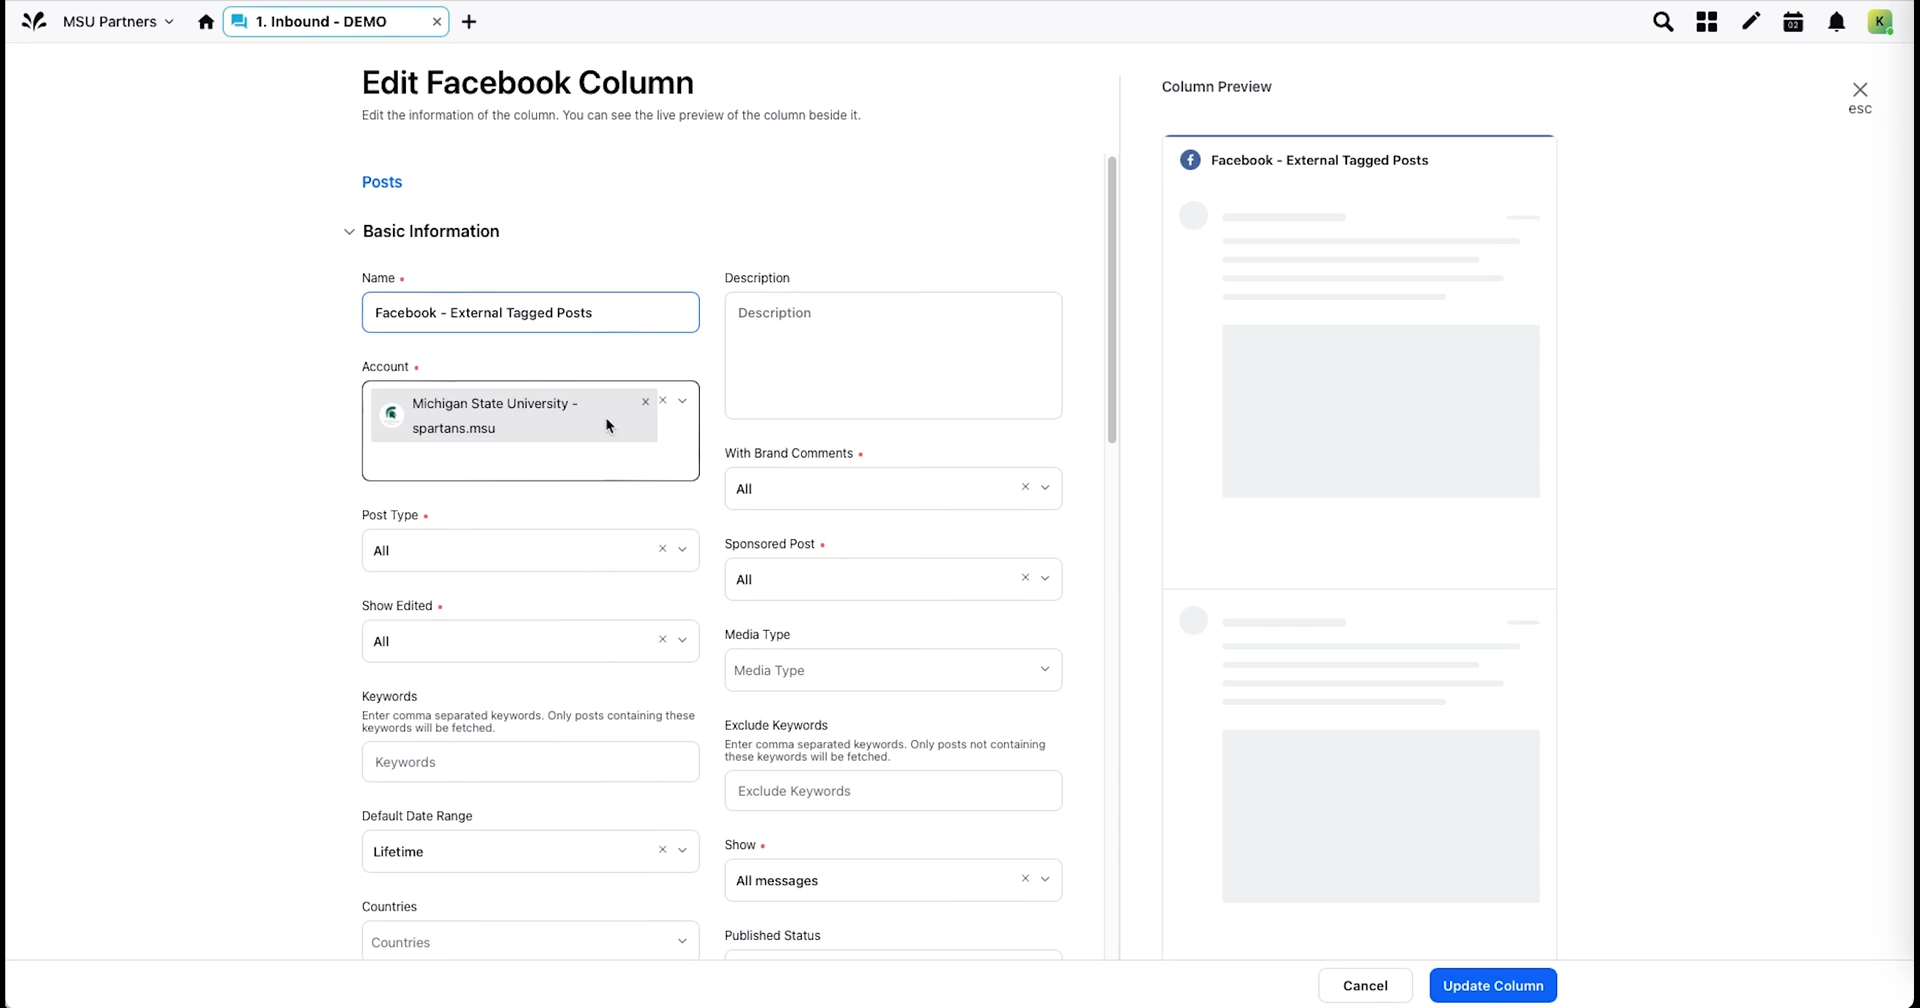 MSU Partners
1. Inbound - DEMO
02
K
Edit Facebook Column
Edit the information of the column. You can see the live preview of the column beside it.
Column Preview
esc
Posts
Basic Information
Name
Facebook - External Tagged Posts
Account
Michigan State University -
spartans.msu
Post Type
All
Show Edited
All
Keywords
Enter comma separated keywords. Only posts containing these
keywords will be fetched.
Keywords
Default Date Range
Lifetime
Countries
Countries
Description
Description
With Brand Comments
All
Sponsored Post
All
Media Type
Media Type
Exclude Keywords
Enter comma separated keywords. Only posts not containing
these keywords will be fetched.
Exclude Keywords
Show
All messages
Published Status
Facebook - External Tagged Posts
Cancel
Update Column